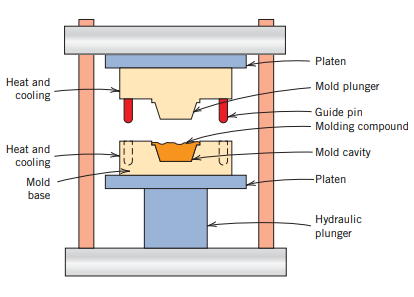 Platen
Heat and
cooling
Mold plunger
Guide pin
Molding compound
Heat and
cooling
Mold cavity
Mold
base
Platen
Hydraulic
plunger